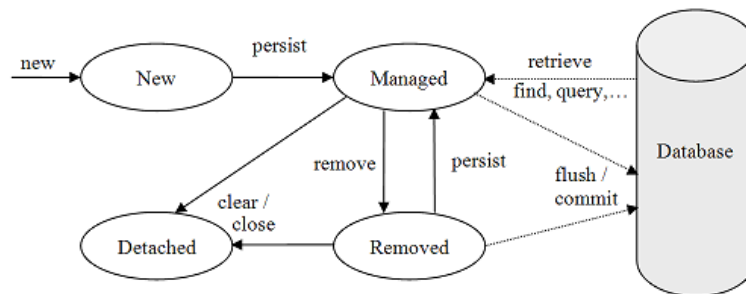 persist
retrieve
new
New
Managed
find, query,...
Database
remove
persist
flush /
commit
clear /
close
Detached
Removed